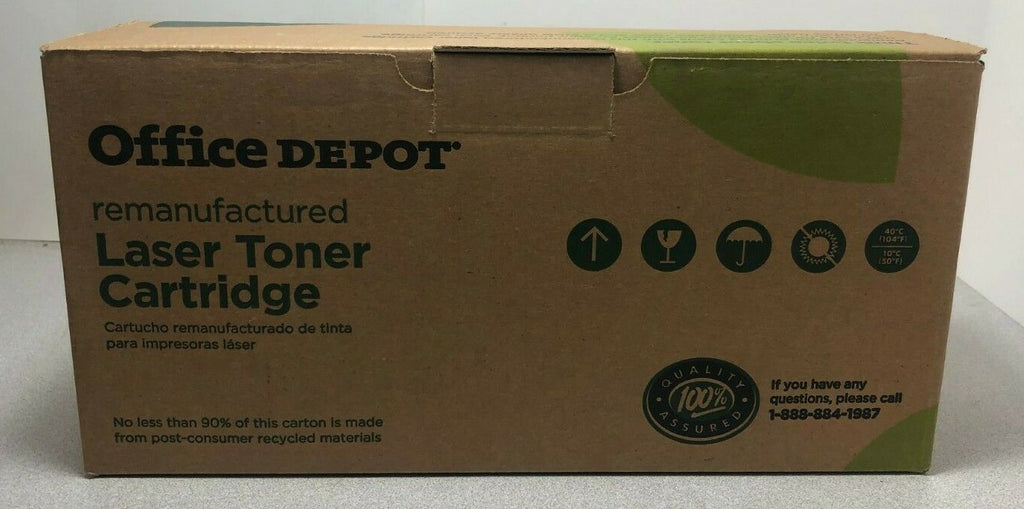 Office DEPOT
remanufactured
Laser Toner
Cartridge
Cartucho remanufacturado de tinta
para impresoras láser
No less than 90% of this carton is made
from post-consumer recycled materials
40°C
(104°F)
10°C
(50°F)
QUALITY
100%
ASSURED
If you have any
questions, please call
1-888-884-1987